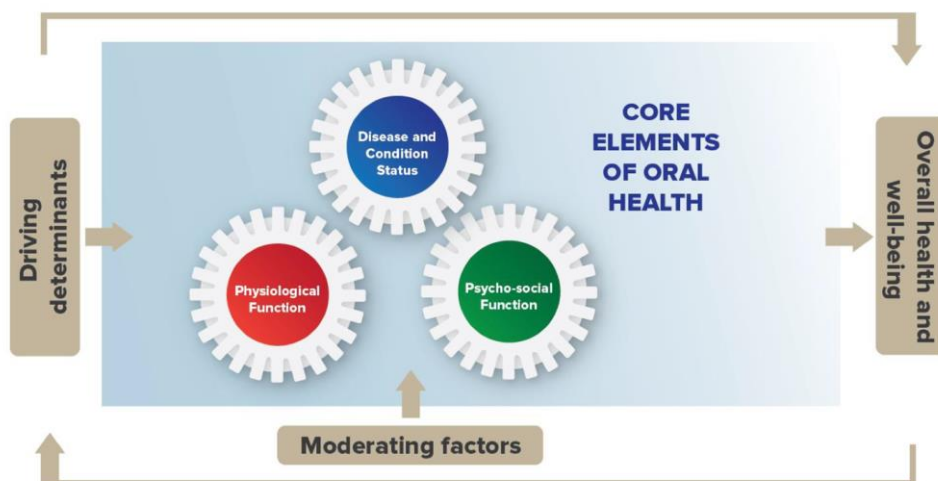 Driving
determinants
Disease and
Condition
Status
Physiological
Function
Psycho-social
Function
CORE
ELEMENTS
OF ORAL
HEALTH
Overall health and
well-being
Moderating factors